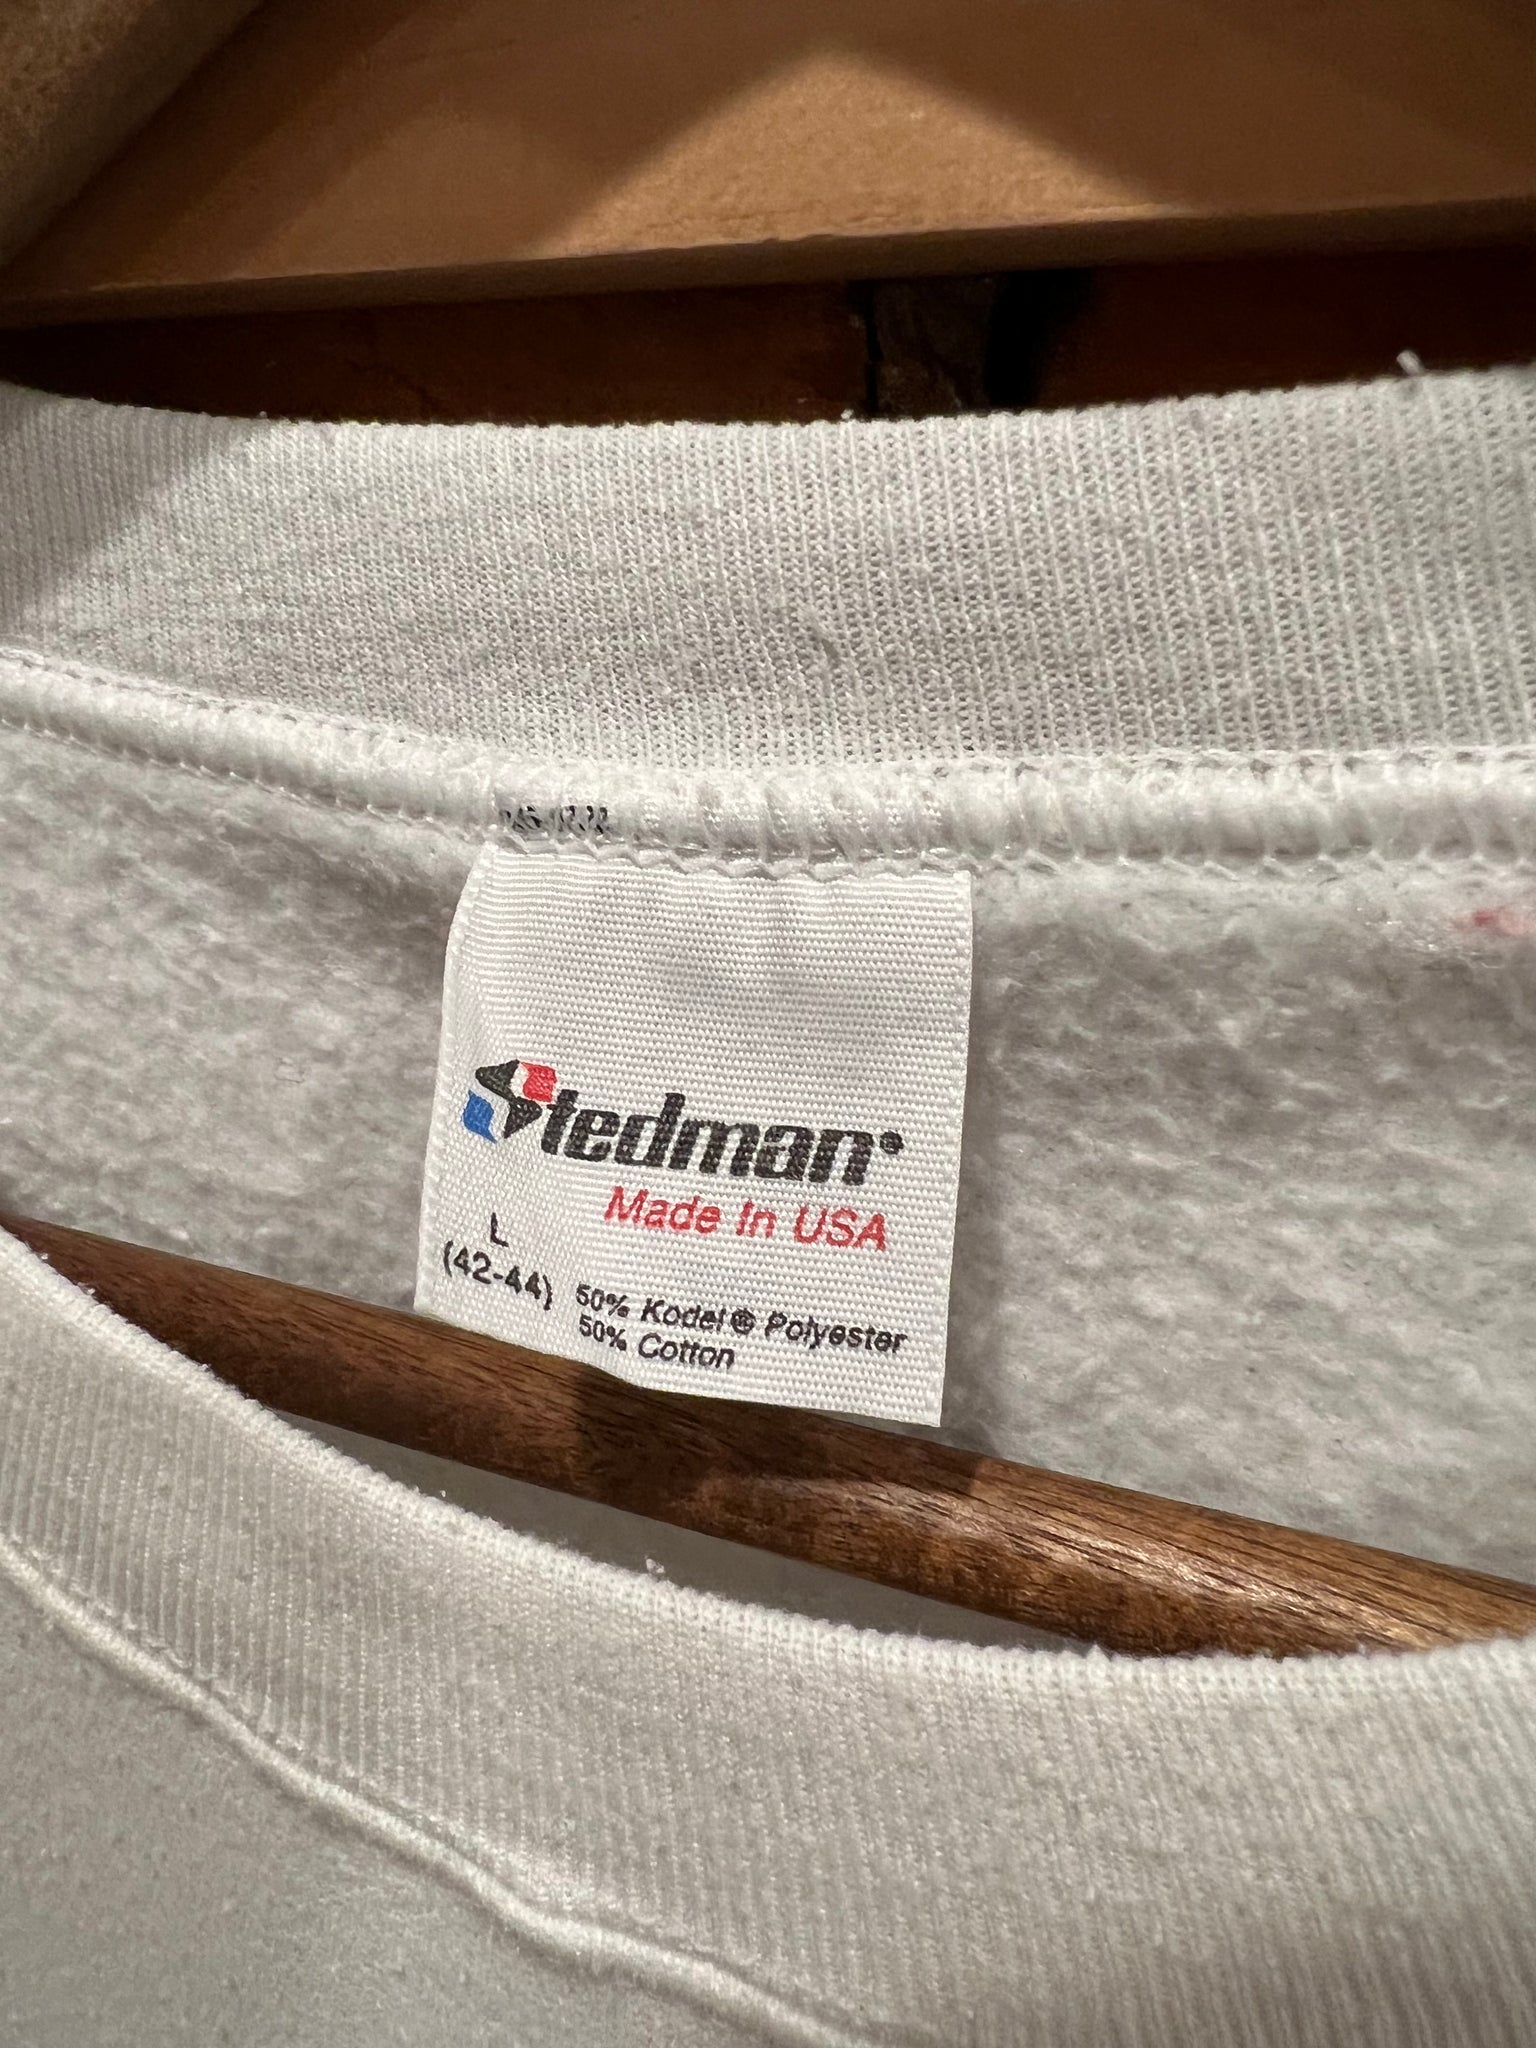 Stedman®
Made In USA
L
(42-44)
50% Kodel® Polyester
50% Cotton